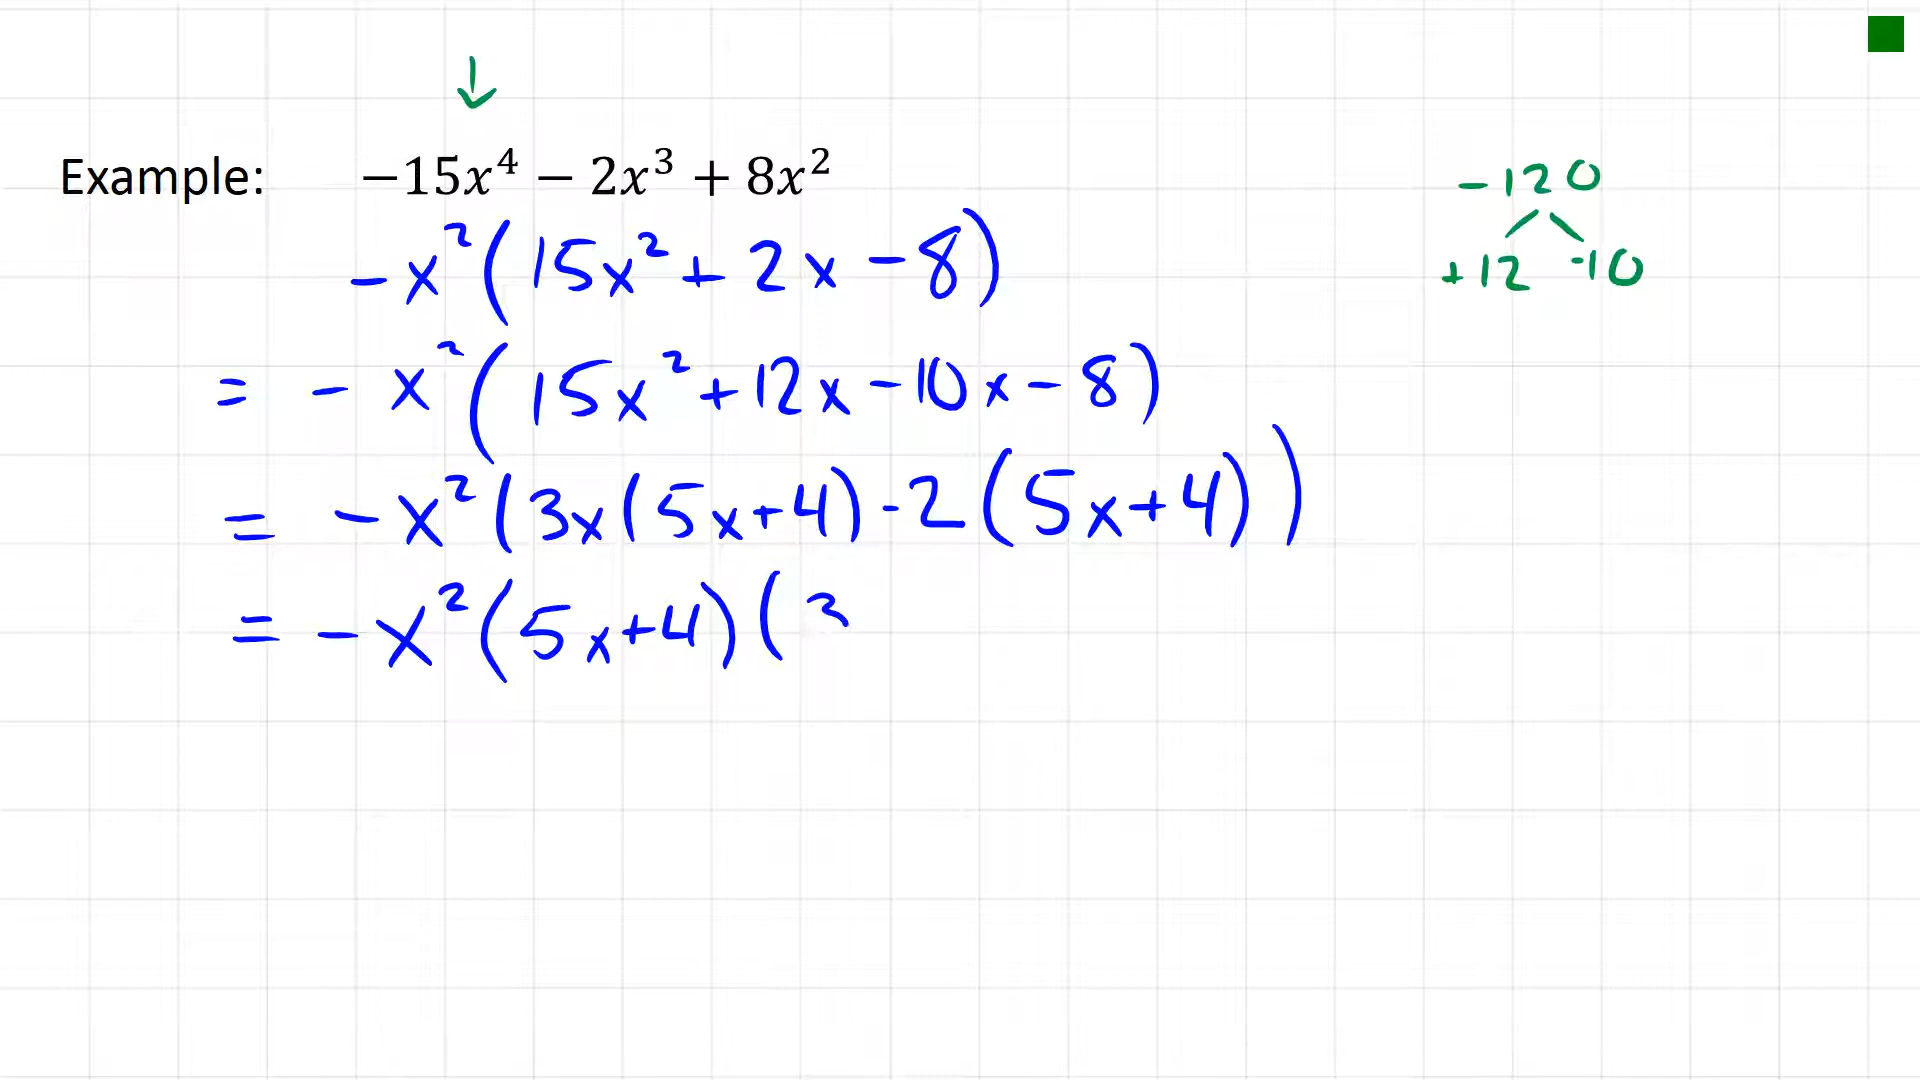 Example: −15x⁴ − 2x³ + 8x²
-x²(15x² + 2x - 8)
= -x²(15x² + 12x - 10x - 8)
= -x²(3x(5x+4) - 2(5x+4))
= -x²(5x+4)(3
-120
+12 -10